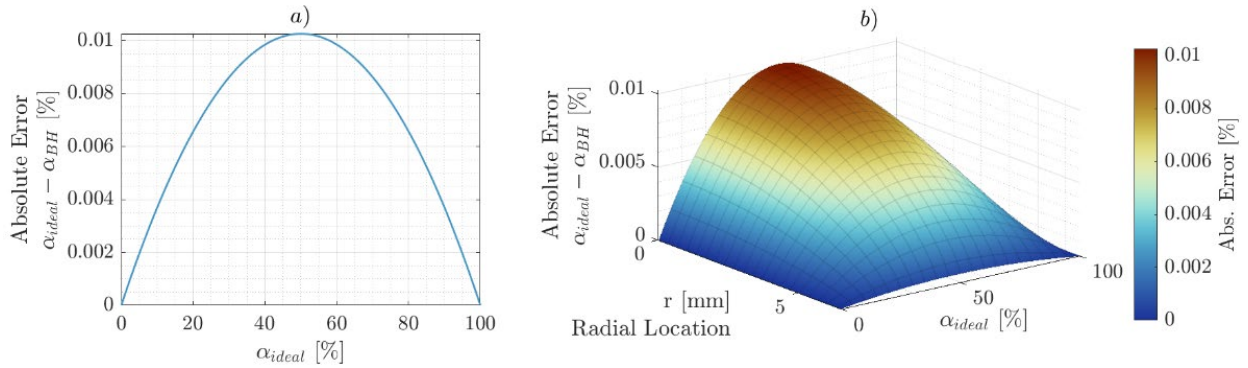 a)
Absolute Error
α_ideal − α_BH [%]
0.01
0.008
0.006
0.004
0.002
0
0 20 40 60 80 100
α_ideal [%]
b)
Absolute Error
α_ideal − α_BH [%]
0.01
0.005
0
0
5
r [mm]
Radial Location
0
50
100
α_ideal [%]
0.01
0.008
0.006
0.004
0.002
0
Abs. Error [%]